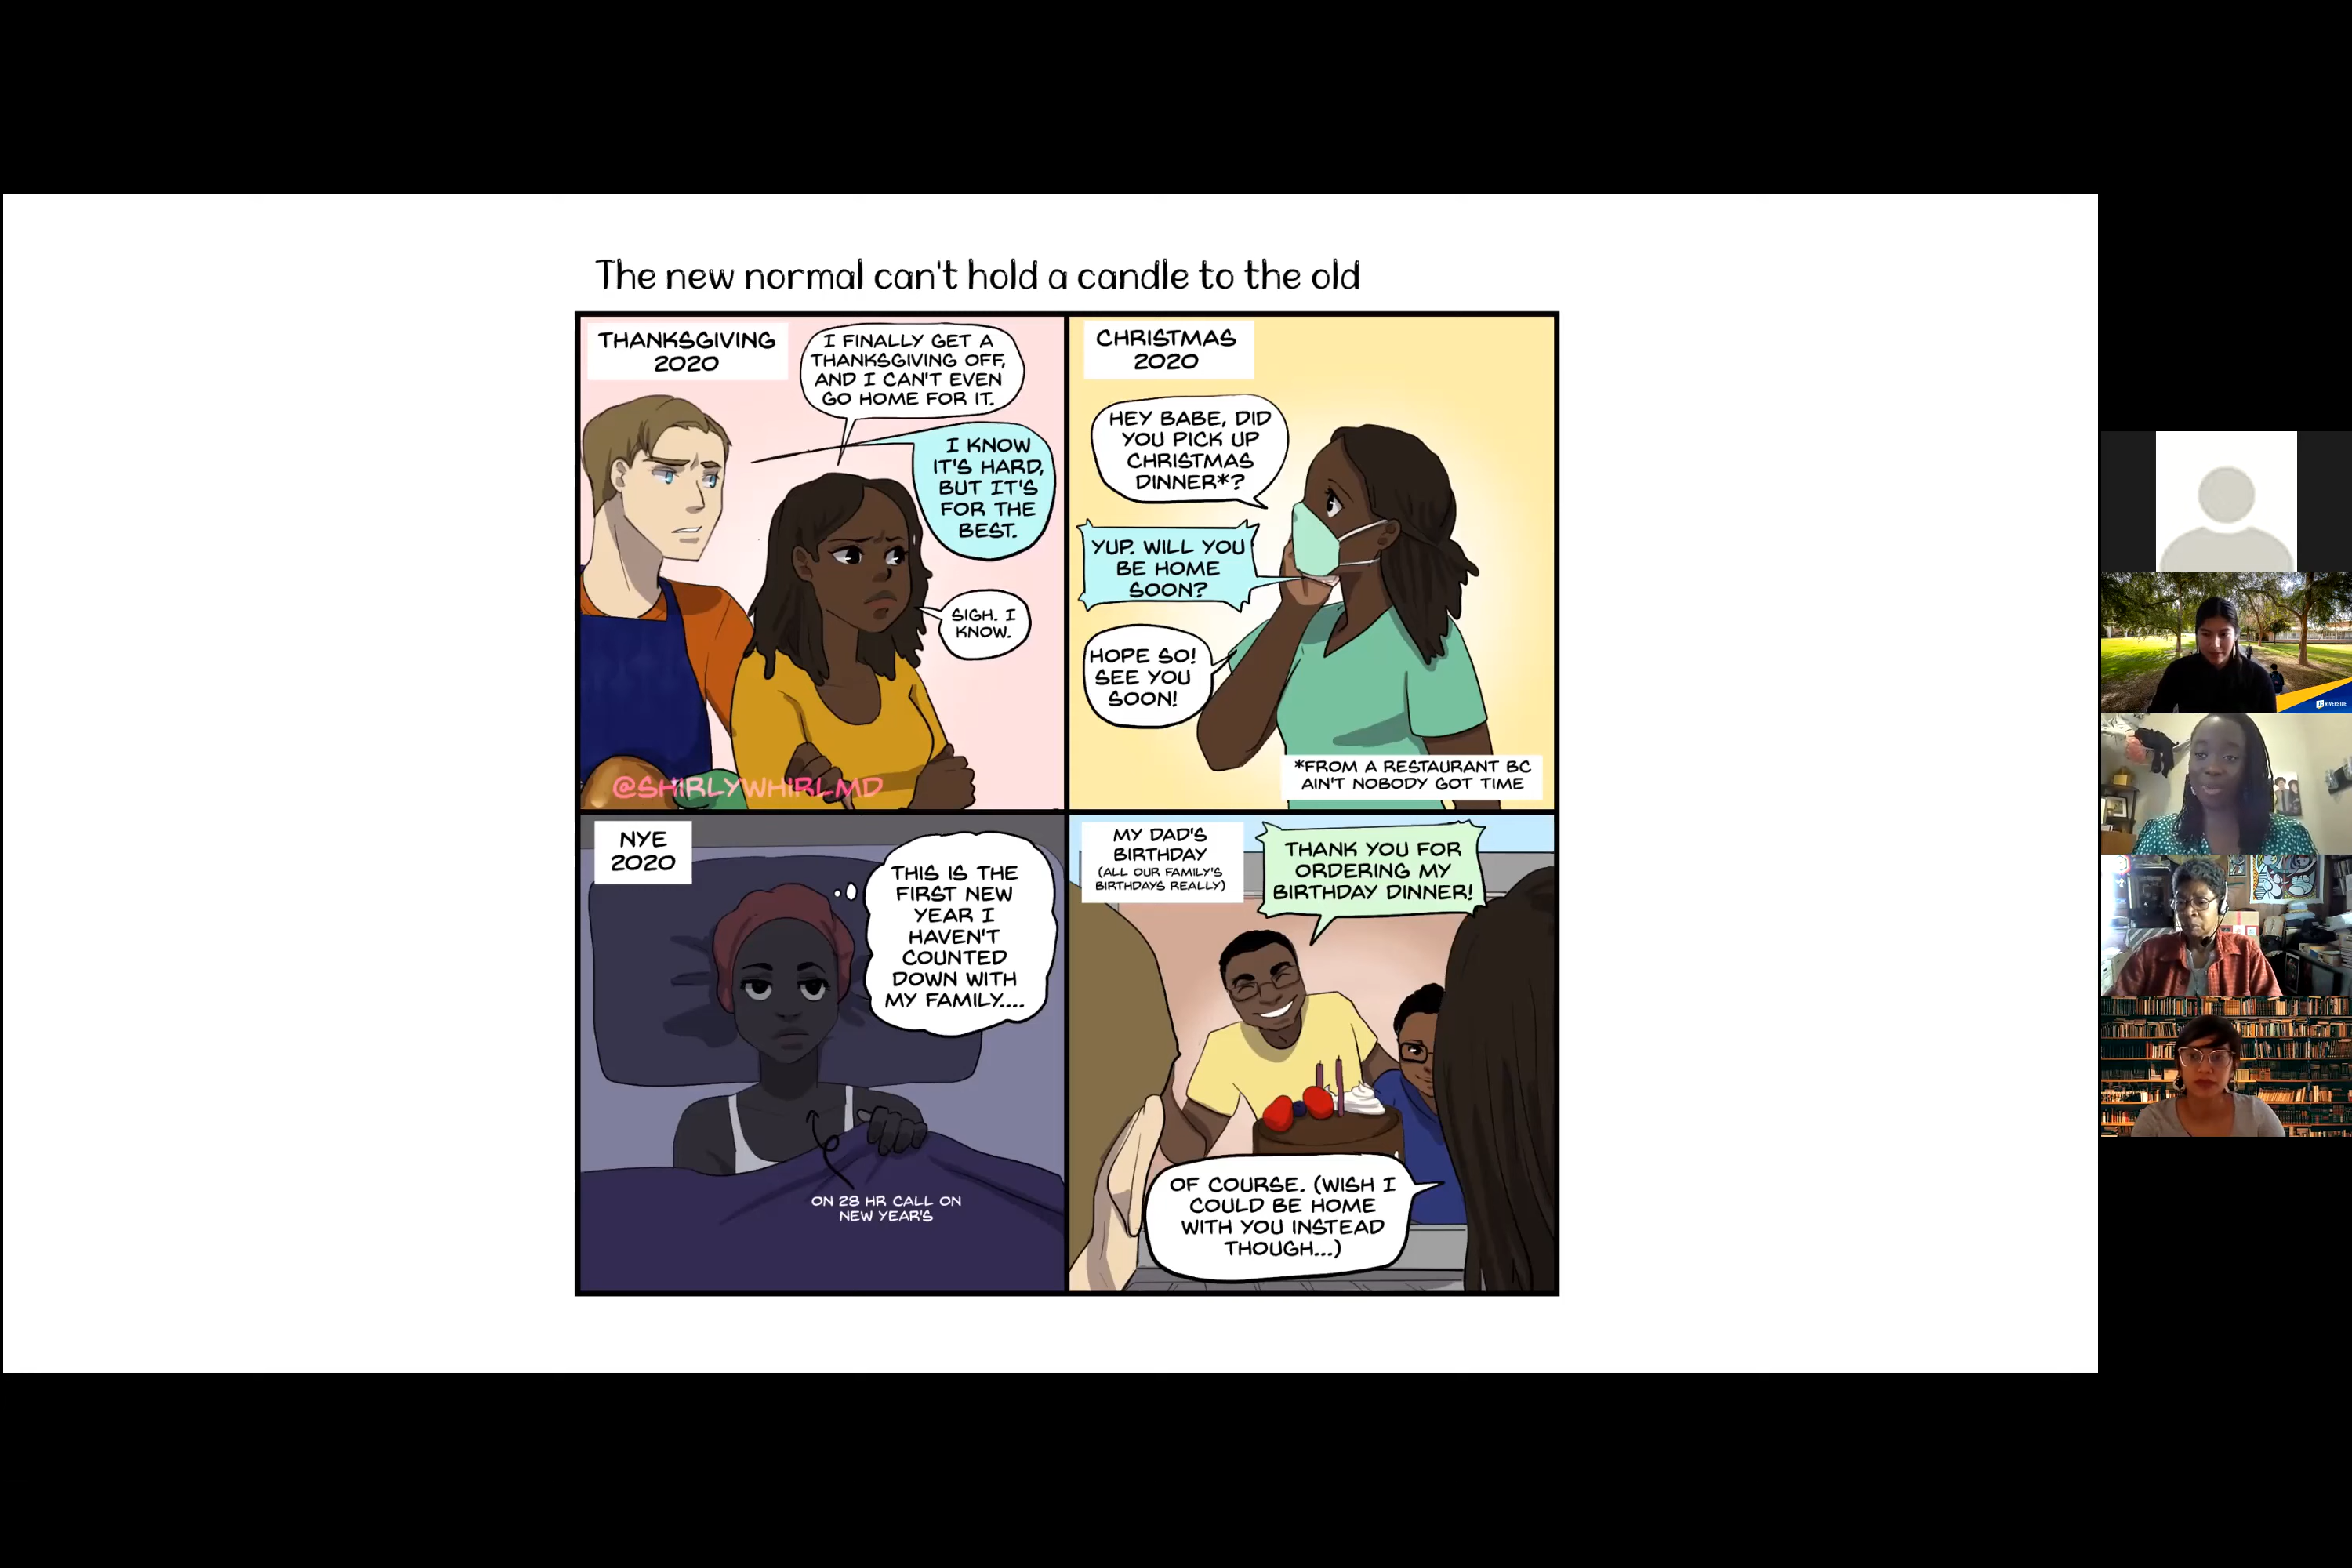 The new normal can't hold a candle to the old
THANKSGIVING
2020
I FINALLY GET A
THANKSGIVING OFF,
AND I CAN'T EVEN
GO HOME FOR IT.
I KNOW
IT'S HARD,
BUT IT'S
FOR THE
BEST.
SIGH. I
KNOW.
@SHIRLYWHIRLMD
CHRISTMAS
2020
HEY BABE, DID
YOU PICK UP
CHRISTMAS
DINNER*?
YUP. WILL YOU
BE HOME
SOON?
HOPE SO!
SEE YOU
SOON!
*FROM A RESTAURANT BC
AIN'T NOBODY GOT TIME
NYE
2020
THIS IS THE
FIRST NEW
YEAR I
HAVEN'T
COUNTED
DOWN WITH
MY FAMILY....
ON 28 HR CALL ON
NEW YEAR'S
MY DAD'S
BIRTHDAY
(ALL OUR FAMILY'S
BIRTHDAYS REALLY)
THANK YOU FOR
ORDERING MY
BIRTHDAY DINNER!
OF COURSE. (WISH I
COULD BE HOME
WITH YOU INSTEAD
THOUGH...)
RIVERSIDE